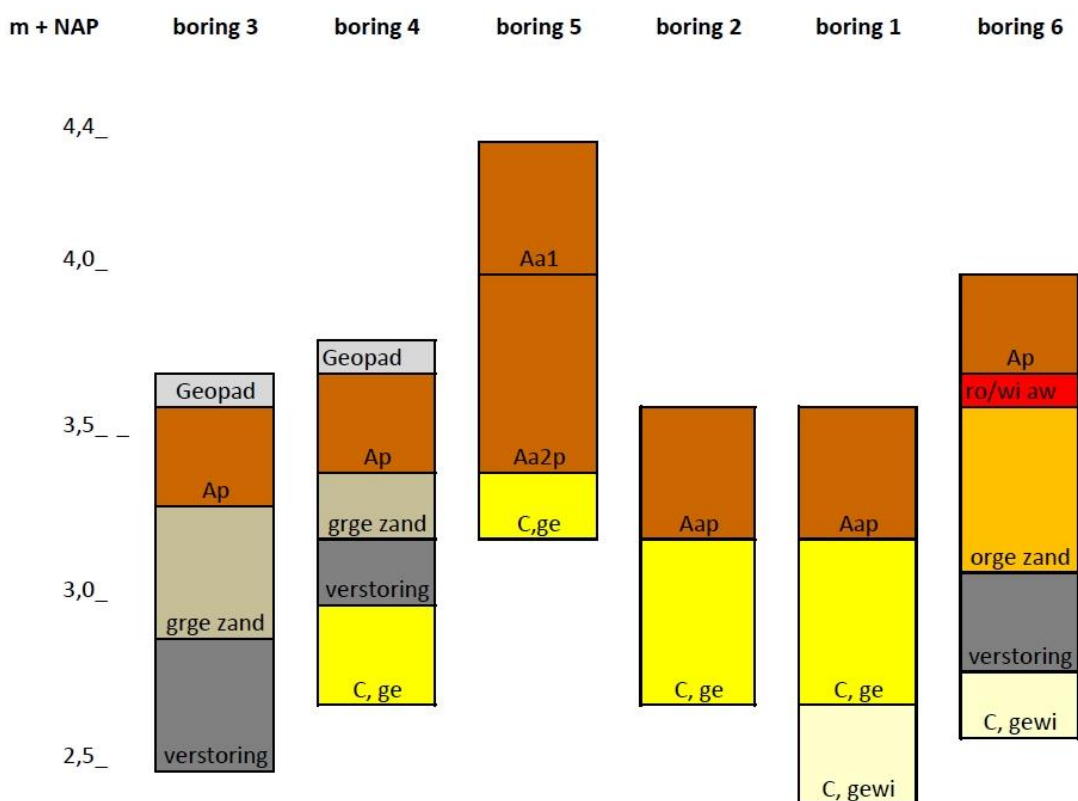 m + NAP boring 3 boring 4 boring 5 boring 2 boring 1 boring 6
4,4_
4,0_ Aa1
Geopad Ap
Geopad ro/wi aw
3,5_ _
Ap Aa2p
Ap
grge zand C,ge Aap Aap
orge zand
3,0_ verstoring
grge zand
verstoring
C, ge C, ge C, ge
C, gewi
2,5_ verstoring
C, gewi